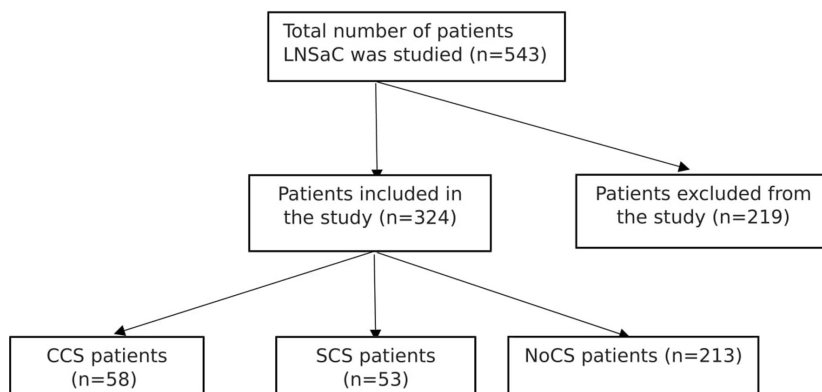 Total number of patients
LNSaC was studied (n=543)
Patients included in
the study (n=324)
Patients excluded from
the study (n=219)
CCS patients
(n=58)
SCS patients
(n=53)
NoCS patients (n=213)